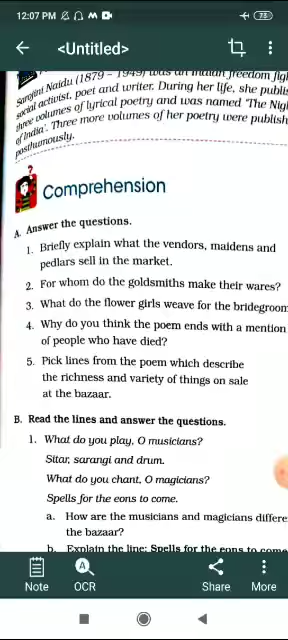 12:07 PM
33
<Untitled>
Sarojini Naidu (1879 – 1949) was an Indian freedom
social activist, poet and writer. During her life, she
three volumes of lyrical poetry and was named 'The
of India'. Three more volumes of her poetry were
posthumously.
Comprehension
A. Answer the questions.
1. Briefly explain what the vendors, maidens and
pedlars sell in the market.
2. For whom do the goldsmiths make their wares?
3. What do the flower girls weave for the bridegroom
4. Why do you think the poem ends with a mention
of people who have died?
5. Pick lines from the poem which describe
the richness and variety of things on sale
at the bazaar.
B. Read the lines and answer the questions.
1. What do you play, O musicians?
Sitar, sarangi and drum.
What do you chant, O magicians?
Spells for the eons to come.
a. How are the musicians and magicians differe
the bazaar?
b. Explain the line: Spells for the eons to come
Note OCR Share More